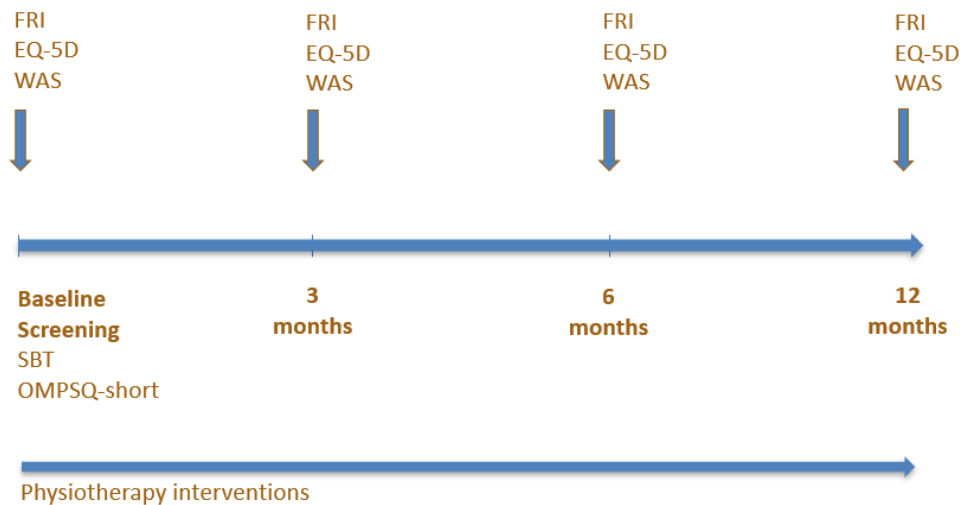 FRI
EQ-5D
WAS
FRI
EQ-5D
WAS
FRI
EQ-5D
WAS
FRI
EQ-5D
WAS
Baseline
Screening
SBT
OMPSQ-short
3
months
6
months
12
months
Physiotherapy interventions